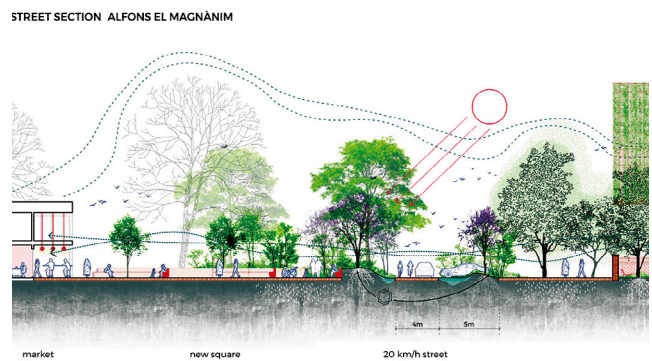 STREET SECTION ALFONS EL MAGNÀNIM
4m
5m
market
new square
20 km/h street